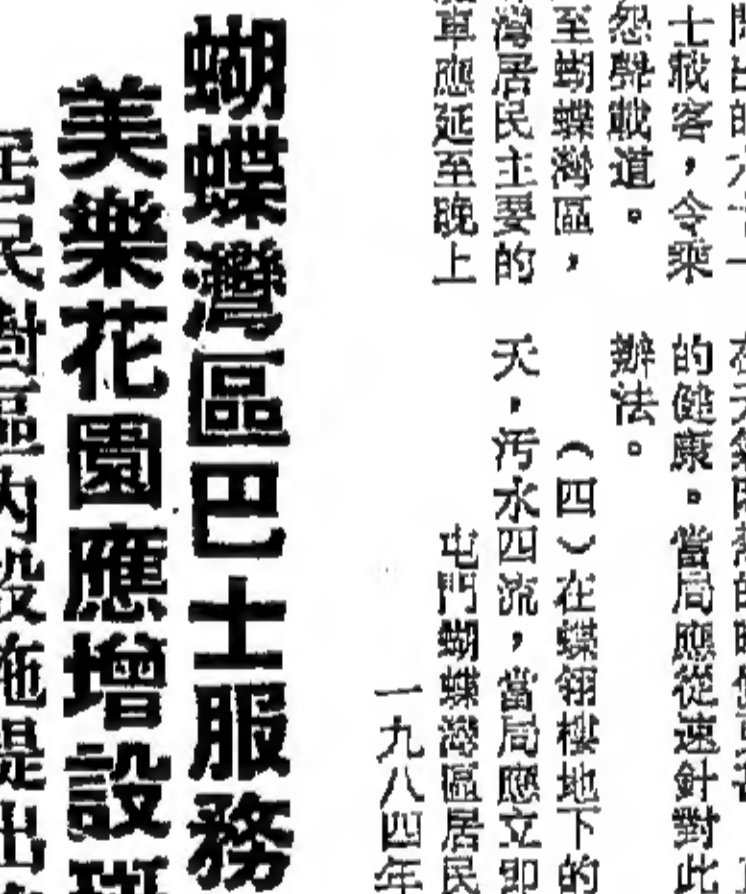 士載客，令乘
怨聲載道。
至蝴蝶灣區，
灣居民主要的
車應延至晚上
的健康。當局應從速針對此
辦法。
（四）在蝶翎樓地下的
天，污水四流，當局應立即
屯門蝴蝶灣區居民
一九八四年
蝴蝶灣區巴士服務
美樂花園應增設
居民對區內設施提出